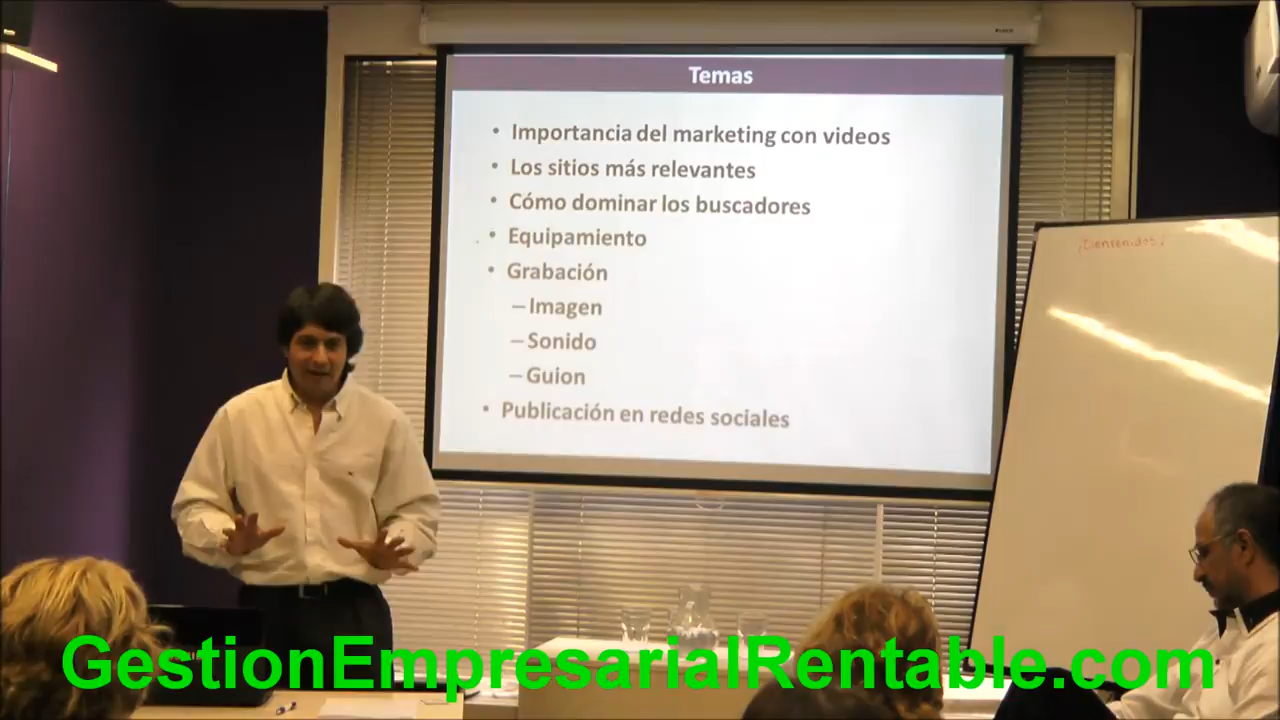 Temas
• Importancia del marketing con videos
• Los sitios más relevantes
• Cómo dominar los buscadores
• Equipamiento
• Grabación
– Imagen
– Sonido
– Guion
• Publicación en redes sociales
¡Bienvenidos!
GestionEmpresarialRentable.com